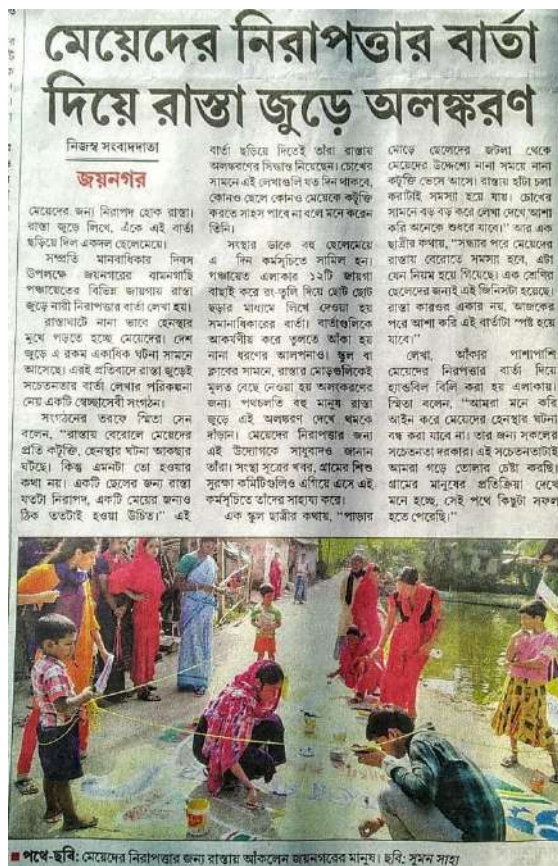 মেয়েদের নিরাপত্তার বার্তা
দিয়ে রাস্তা জুড়ে অলঙ্করণ
নিজস্ব সংবাদদাতা
জয়নগর
মেয়েদের জন্য নিরাপদ হোক রাস্তা।
রাস্তা জুড়ে লিখে, এঁকে এই বার্তা
ছড়িয়ে দিল একদল ছেলেমেয়ে।
সম্প্রতি মানবাধিকার দিবস
উপলক্ষে জয়নগরের বামনগাছি
পঞ্চায়েতের বিভিন্ন জায়গায় রাস্তা
জুড়ে নারী নিরাপত্তার বার্তা লেখা হয়।
রাস্তাঘাটে নানা ভাবে হেনস্থার
মুখে পড়তে হচ্ছে মেয়েদের। দেশ
জুড়ে এ রকম একাধিক ঘটনা সামনে
আসেছে। এরই প্রতিবাদে রাস্তা জুড়েই
সচেতনতার বার্তা লেখার পরিকল্পনা
নেয় একটি স্বেচ্ছাসেবী সংগঠন।
সংগঠনের তরফে স্মিতা সেন
বলেন, “রাস্তায় বেরোলে মেয়েদের
প্রতি কটূক্তি, হেনস্থার ঘটনা আকছার
ঘটছে। কিন্তু এমনটা তো হওয়ার
কথা নয়। একটি ছেলের জন্য রাস্তা
যতটা নিরাপদ, একটি মেয়ের জন্যও
ঠিক ততটাই হওয়া উচিত।” এই
বার্তা ছড়িয়ে দিতেই তাঁরা রাস্তায়
অলঙ্করণের সিদ্ধান্ত নিয়েছেন। চোখের
সামনে এই লেখাগুলি যত দিন থাকবে,
কোনও ছেলে কোনও মেয়েকে কটূক্তি
করতে সাহস পাবে না বলে মনে করেন
তিনি।
সংস্থার ডাকে বহু ছেলেমেয়ে
এ দিন কর্মসূচিতে সামিল হন।
পঞ্চায়েত এলাকার ১২টি জায়গা
বাছাই করে রং-তুলি দিয়ে ছোট ছোট
ছড়ার মাধ্যমে লিখে দেওয়া হয়
সমানাধিকারের বার্তা। বার্তাগুলিকে
আকর্ষণীয় করে তুলতে আঁকা হয়
নানা ধরণের আলপনাও। স্কুল বা
ক্লাবের সামনে, রাস্তার মোড়গুলিকেই
মূলত বেছে নেওয়া হয় অলঙ্করণের
জন্য। পথচলতি বহু মানুষ রাস্তা
জুড়ে এই অলঙ্করণ দেখে থমকে
দাঁড়ান। মেয়েদের নিরাপত্তার জন্য
এই উদ্যোগকে সাধুবাদও জানান
তাঁরা। সংস্থা সূত্রের খবর, গ্রামের শিশু
সুরক্ষা কমিটিগুলিও এগিয়ে এসে এই
কর্মসূচিতে তাঁদের সাহায্য করে।
এক স্কুল ছাত্রীর কথায়, “পাড়ার
মোড়ে ছেলেদের জটলা থেকে
মেয়েদের উদ্দেশ্যে নানা সময়ে নানা
কটূক্তি ভেসে আসে। রাস্তায় হাঁটা চলা
করাটাই সমস্যা হয়ে যায়। চোখের
সামনে বড় বড় করে লেখা দেখে আশা
করি অনেকে শুধরে যাবে।” আর এক
ছাত্রীর কথায়, “সন্ধ্যার পরে মেয়েদের
রাস্তায় বেরোতে সমস্যা হবে, এটা
যেন নিয়ম হয়ে গিয়েছে। এক শ্রেণির
ছেলেদের জন্যই এই জিনিসটা হয়েছে।
রাস্তা কারওর একার নয়, আজকের
পরে আশা করি এই বার্তাটা স্পষ্ট হয়ে
যাবে।”
লেখা, আঁকার পাশাপাশি
মেয়েদের নিরপত্তার বার্তা দিয়ে
হ্যান্ডবিল বিলি করা হয় এলাকায়
স্মিতা বলেন, “আমরা মনে করি
আইন করে মেয়েদের হেনস্থার ঘটনা
বন্ধ করা যাবে না। তার জন্য সকলের
সচেতনতা দরকার। এই সচেতনতাটাই
আমরা গড়ে তোলার চেষ্টা করছি
গ্রামের মানুষের প্রতিক্রিয়া দেখে
মনে হচ্ছে, সেই পথে কিছুটা সফল
হতে পেরেছি।”
■ পথে-ছবি: মেয়েদের নিরাপত্তার জন্য রাস্তায় আঁকলেন জয়নগরের মানুষ। ছবি: সুমন সাহা